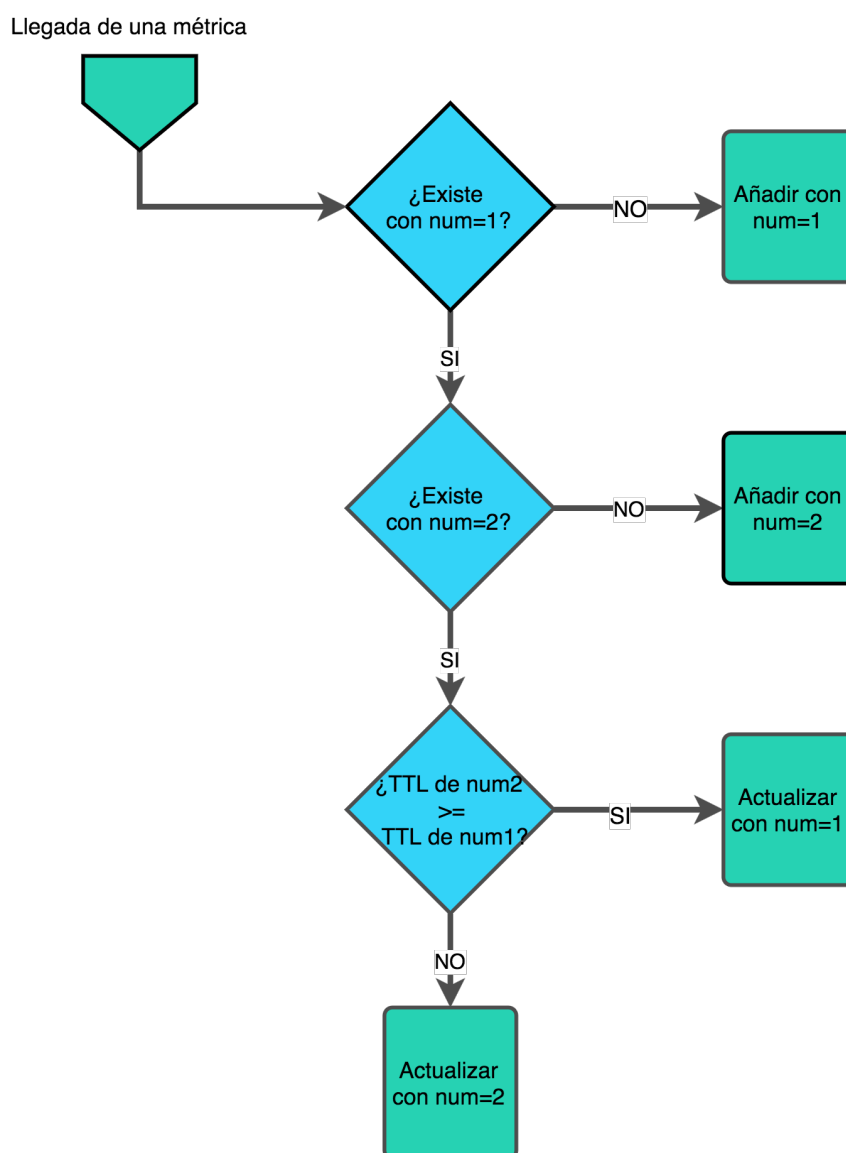 Llegada de una métrica
¿Existe
con num=1?
NO
Añadir con
num=1
SI
¿Existe
con num=2?
NO
Añadir con
num=2
SI
¿TTL de num2
>=
TTL de num1?
SI
Actualizar
con num=1
NO
Actualizar
con num=2